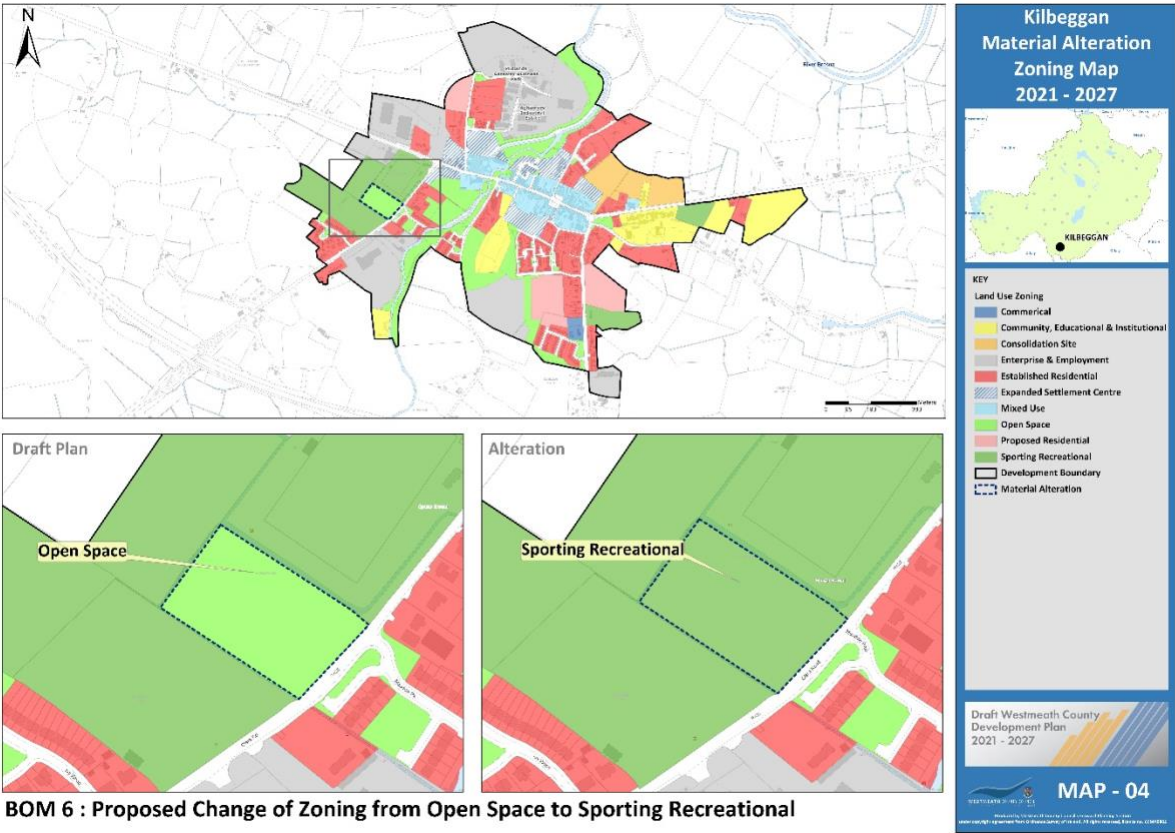 N
River Brosna
Meters
Kilbeggan
Material Alteration
Zoning Map
2021 - 2027
KILBEGGAN
KEY
Land Use Zoning
Commerical
Community, Educational & Institutional
Consolidation Site
Enterprise & Employment
Established Residential
Expanded Settlement Centre
Mixed Use
Open Space
Proposed Residential
Sporting Recreational
Development Boundary
Material Alteration
Draft Plan
Open Space
Alteration
Sporting Recreational
Draft Westmeath County
Development Plan
2021 - 2027
MAP - 04
BOM 6 : Proposed Change of Zoning from Open Space to Sporting Recreational